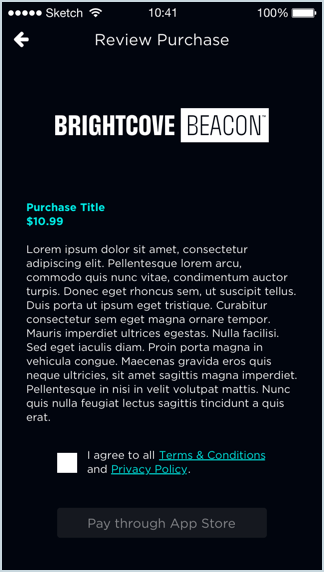 Sketch 10:41 100%
Review Purchase
BRIGHTCOVE BEACON™
Purchase Title
$10.99
Lorem ipsum dolor sit amet, consectetur
adipiscing elit. Pellentesque lorem arcu,
commodo quis nunc vitae, condimentum auctor
turpis. Donec eget rhoncus sem, ut suscipit tellus.
Duis porta ut ipsum eget tristique. Curabitur
consectetur sem eget magna ornare tempor.
Mauris imperdiet ultrices egestas. Nulla facilisi.
Sed eget iaculis diam. Proin porta magna in
vehicula congue. Maecenas gravida eros quis
neque ultricies, sit amet sagittis magna imperdiet.
Pellentesque in nisi in velit volutpat mattis. Nunc
quis nulla feugiat lectus sagittis tincidunt a quis
erat.
I agree to all Terms & Conditions
and Privacy Policy.
Pay through App Store